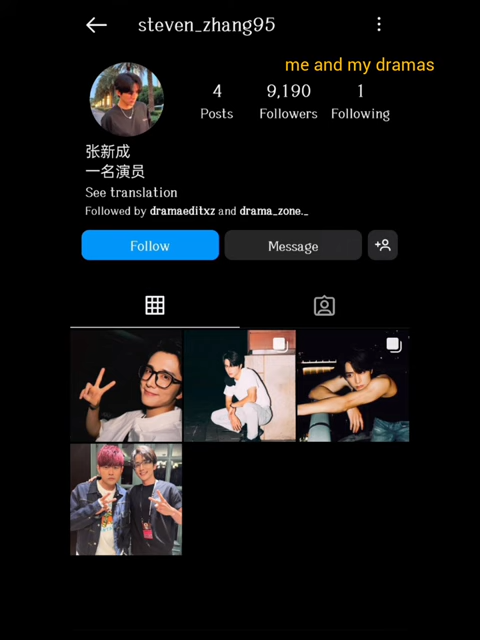 steven_zhang95
me and my dramas
4 9,190 1
Posts Followers Following
张新成
一名演员
See translation
Followed by dramaeditxz and drama_zone._
Follow Message